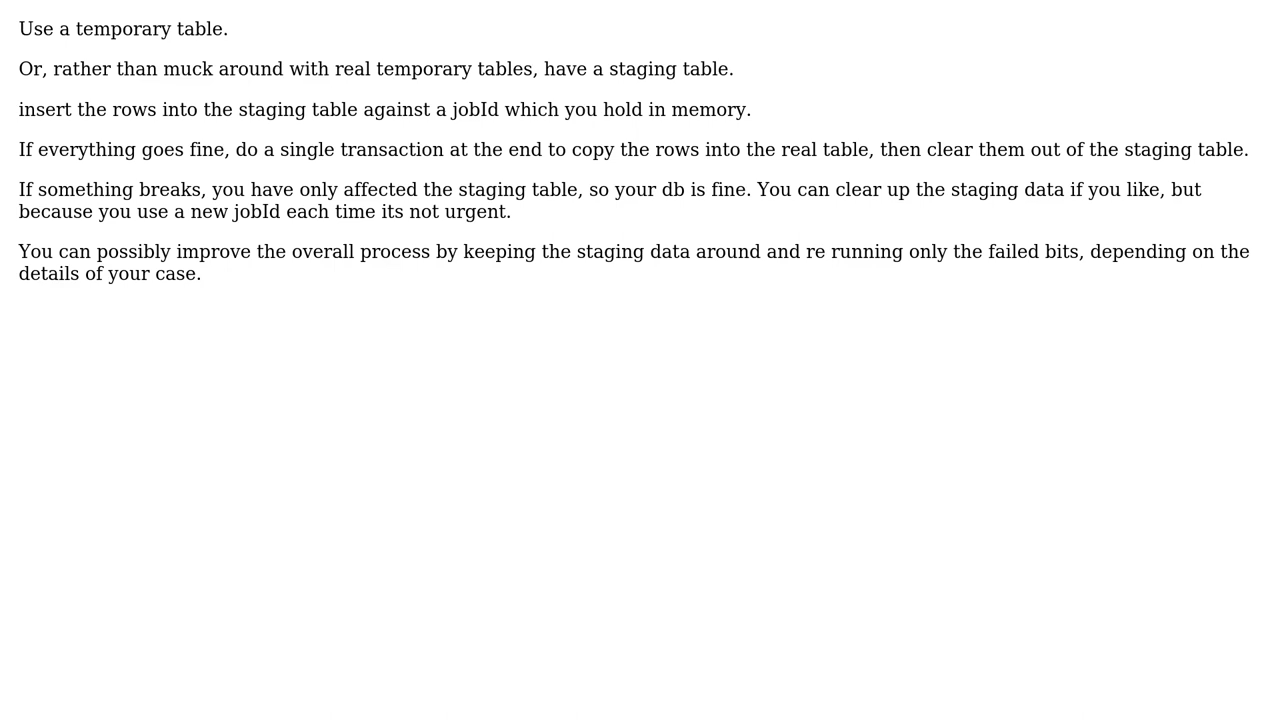 Use a temporary table.
Or, rather than muck around with real temporary tables, have a staging table.
insert the rows into the staging table against a jobId which you hold in memory.
If everything goes fine, do a single transaction at the end to copy the rows into the real table, then clear them out of the staging table.
If something breaks, you have only affected the staging table, so your db is fine. You can clear up the staging data if you like, but
because you use a new jobId each time its not urgent.
You can possibly improve the overall process by keeping the staging data around and re running only the failed bits, depending on the
details of your case.